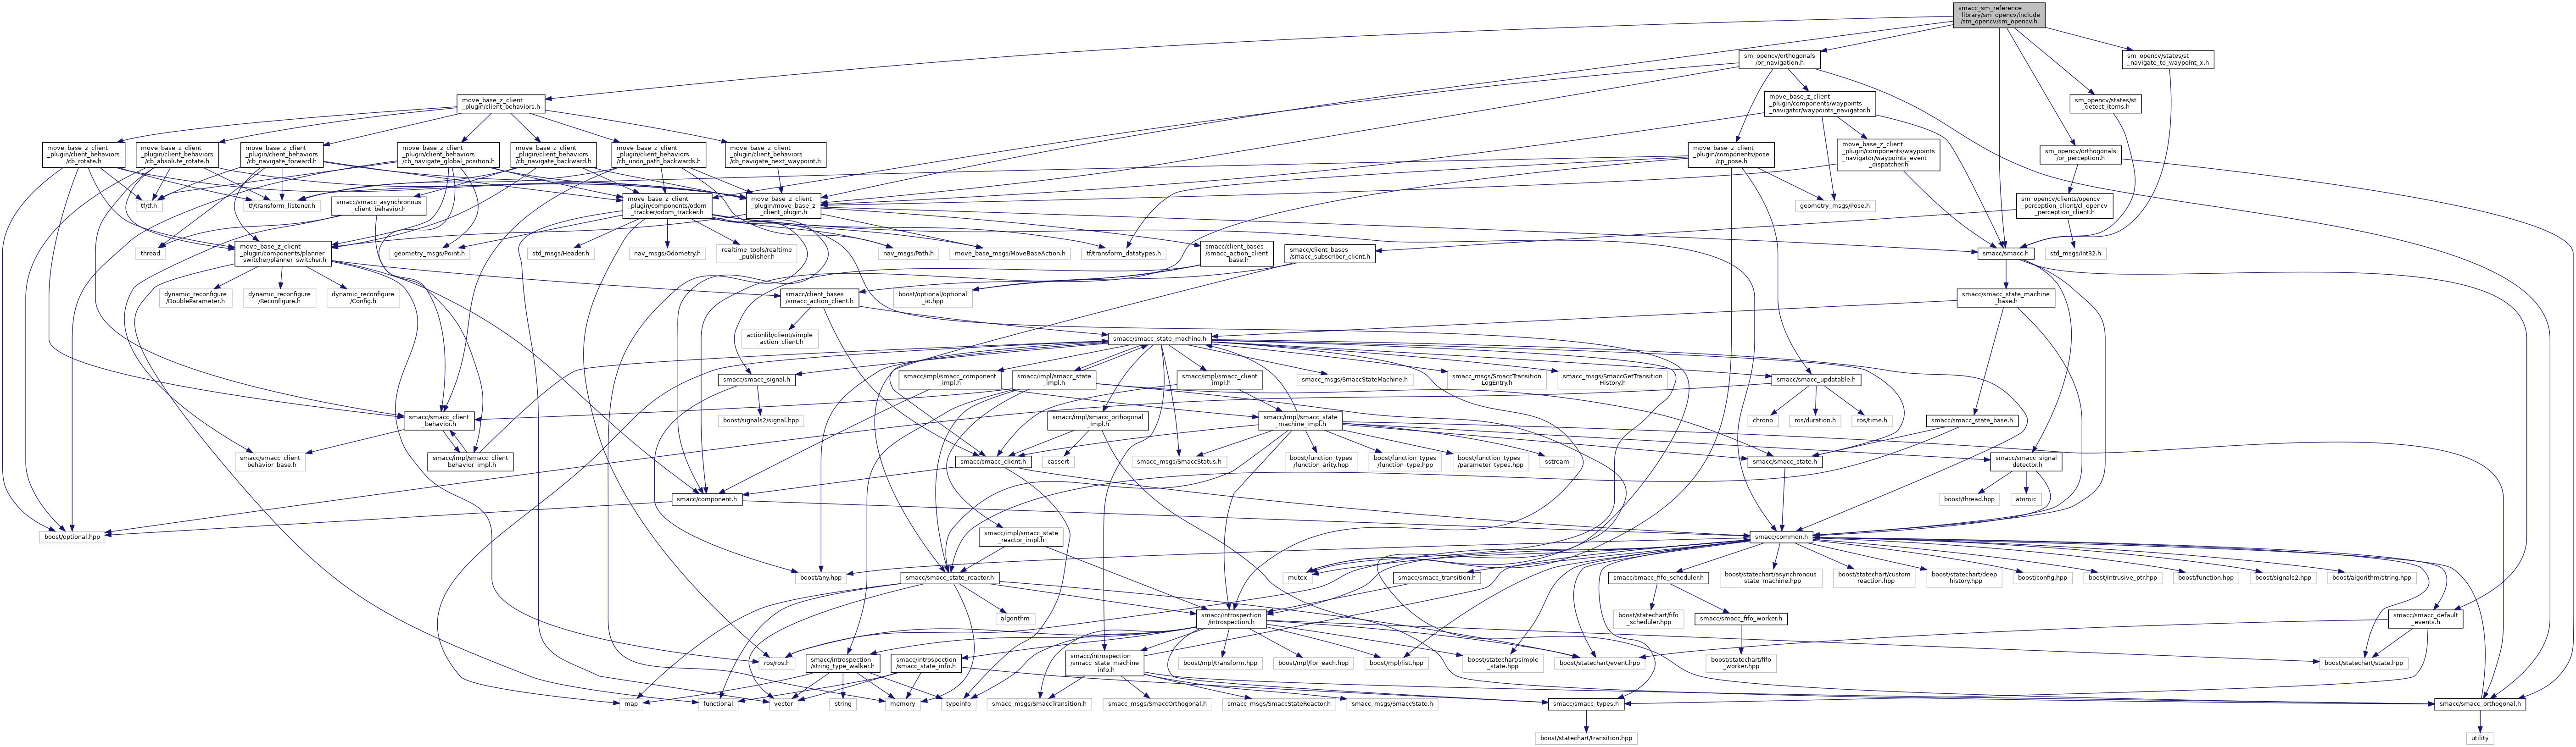 smacc_sm_reference
_library/sm_opencv/include
/sm_opencv/sm_opencv.h
sm_opencv/orthogonals
/or_navigation.h
sm_opencv/states/st
_navigate_to_waypoint_x.h
move_base_z_client
_plugin/client_behaviors.h
move_base_z_client
_plugin/components/waypoints
_navigator/waypoints_navigator.h
sm_opencv/states/st
_detect_items.h
move_base_z_client
_plugin/client_behaviors
/cb_rotate.h
move_base_z_client
_plugin/client_behaviors
/cb_absolute_rotate.h
move_base_z_client
_plugin/client_behaviors
/cb_navigate_forward.h
move_base_z_client
_plugin/client_behaviors
/cb_navigate_global_position.h
move_base_z_client
_plugin/client_behaviors
/cb_navigate_backward.h
move_base_z_client
_plugin/client_behaviors
/cb_undo_path_backwards.h
move_base_z_client
_plugin/client_behaviors
/cb_navigate_next_waypoint.h
move_base_z_client
_plugin/components/pose
/cp_pose.h
move_base_z_client
_plugin/components/waypoints
_navigator/waypoints_event
_dispatcher.h
sm_opencv/orthogonals
/or_perception.h
tf/tf.h
tf/transform_listener.h
smacc/smacc_asynchronous
_client_behavior.h
move_base_z_client
_plugin/components/odom
_tracker/odom_tracker.h
move_base_z_client
_plugin/move_base_z
_client_plugin.h
geometry_msgs/Pose.h
sm_opencv/clients/opencv
_perception_client/cl_opencv
_perception_client.h
thread
move_base_z_client
_plugin/components/planner
_switcher/planner_switcher.h
geometry_msgs/Point.h
std_msgs/Header.h
nav_msgs/Odometry.h
realtime_tools/realtime
_publisher.h
nav_msgs/Path.h
move_base_msgs/MoveBaseAction.h
tf/transform_datatypes.h
smacc/client_bases
/smacc_action_client
_base.h
smacc/client_bases
/smacc_subscriber_client.h
smacc/smacc.h
std_msgs/Int32.h
dynamic_reconfigure
/DoubleParameter.h
dynamic_reconfigure
/Reconfigure.h
dynamic_reconfigure
/Config.h
smacc/client_bases
/smacc_action_client.h
boost/optional/optional
_io.hpp
smacc/smacc_state_machine
_base.h
actionlib/client/simple
_action_client.h
smacc/smacc_state_machine.h
smacc/smacc_signal.h
smacc/impl/smacc_component
_impl.h
smacc/impl/smacc_state
_impl.h
smacc/impl/smacc_client
_impl.h
smacc_msgs/SmaccStateMachine.h
smacc_msgs/SmaccTransition
LogEntry.h
smacc_msgs/SmaccGetTransition
History.h
smacc/smacc_updatable.h
smacc/smacc_client
_behavior.h
boost/signals2/signal.hpp
smacc/impl/smacc_orthogonal
_impl.h
smacc/impl/smacc_state
_machine_impl.h
chrono
ros/duration.h
ros/time.h
smacc/smacc_state_base.h
smacc/smacc_client
_behavior_base.h
smacc/impl/smacc_client
_behavior_impl.h
smacc/smacc_client.h
cassert
smacc_msgs/SmaccStatus.h
boost/function_types
/function_arity.hpp
boost/function_types
/function_type.hpp
boost/function_types
/parameter_types.hpp
sstream
smacc/smacc_state.h
smacc/smacc_signal
_detector.h
smacc/component.h
boost/thread.hpp
atomic
boost/optional.hpp
smacc/impl/smacc_state
_reactor_impl.h
smacc/common.h
boost/any.hpp
smacc/smacc_state_reactor.h
mutex
smacc/smacc_transition.h
smacc/smacc_fifo_scheduler.h
boost/statechart/asynchronous
_state_machine.hpp
boost/statechart/custom
_reaction.hpp
boost/statechart/deep
_history.hpp
boost/config.hpp
boost/intrusive_ptr.hpp
boost/function.hpp
boost/signals2.hpp
boost/algorithm/string.hpp
algorithm
smacc/introspection
/introspection.h
boost/statechart/fifo
_scheduler.hpp
smacc/smacc_fifo_worker.h
smacc/smacc_default
_events.h
ros/ros.h
smacc/introspection
/string_type_walker.h
smacc/introspection
/smacc_state_info.h
smacc/introspection
/smacc_state_machine
_info.h
boost/mpl/transform.hpp
boost/mpl/for_each.hpp
boost/mpl/list.hpp
boost/statechart/simple
_state.hpp
boost/statechart/event.hpp
boost/statechart/fifo
_worker.hpp
boost/statechart/state.hpp
map
functional
vector
string
memory
typeinfo
smacc_msgs/SmaccTransition.h
smacc_msgs/SmaccOrthogonal.h
smacc_msgs/SmaccStateReactor.h
smacc_msgs/SmaccState.h
smacc/smacc_types.h
smacc/smacc_orthogonal.h
boost/statechart/transition.hpp
utility